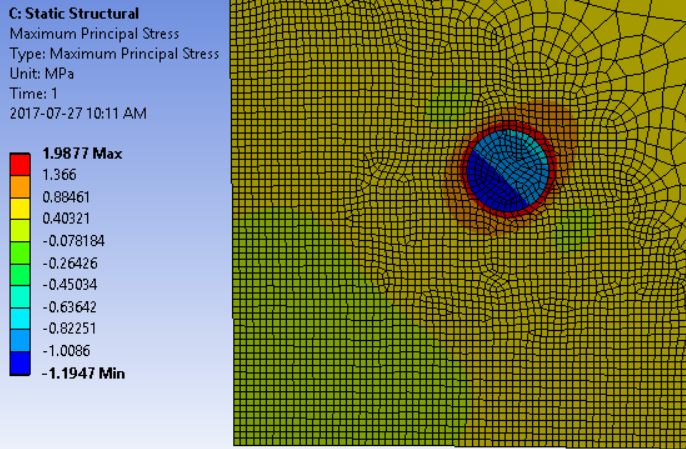 C: Static Structural
Maximum Principal Stress
Type: Maximum Principal Stress
Unit: MPa
Time: 1
2017-07-27 10:11 AM
1.9877 Max
1.366
0.88461
0.40321
-0.078184
-0.26426
-0.45034
-0.63642
-0.82251
-1.0086
-1.1947 Min